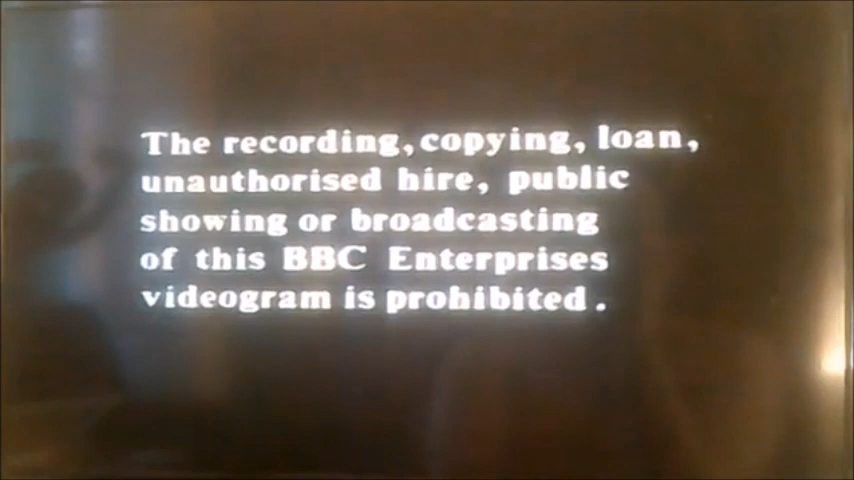 The recording, copying, loan,
unauthorised hire, public
showing or broadcasting
of this BBC Enterprises
videogram is prohibited.